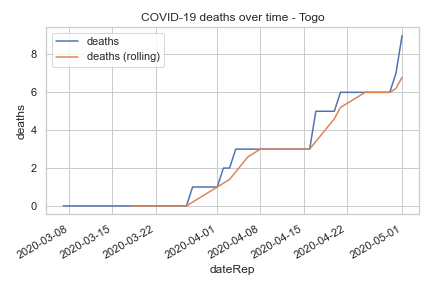 COVID-19 deaths over time - Togo
deaths
deaths (rolling)
8
6
4
2
0
deaths
2020-03-08
2020-03-15
2020-03-22
2020-04-01
2020-04-08
2020-04-15
2020-04-22
2020-05-01
dateRep